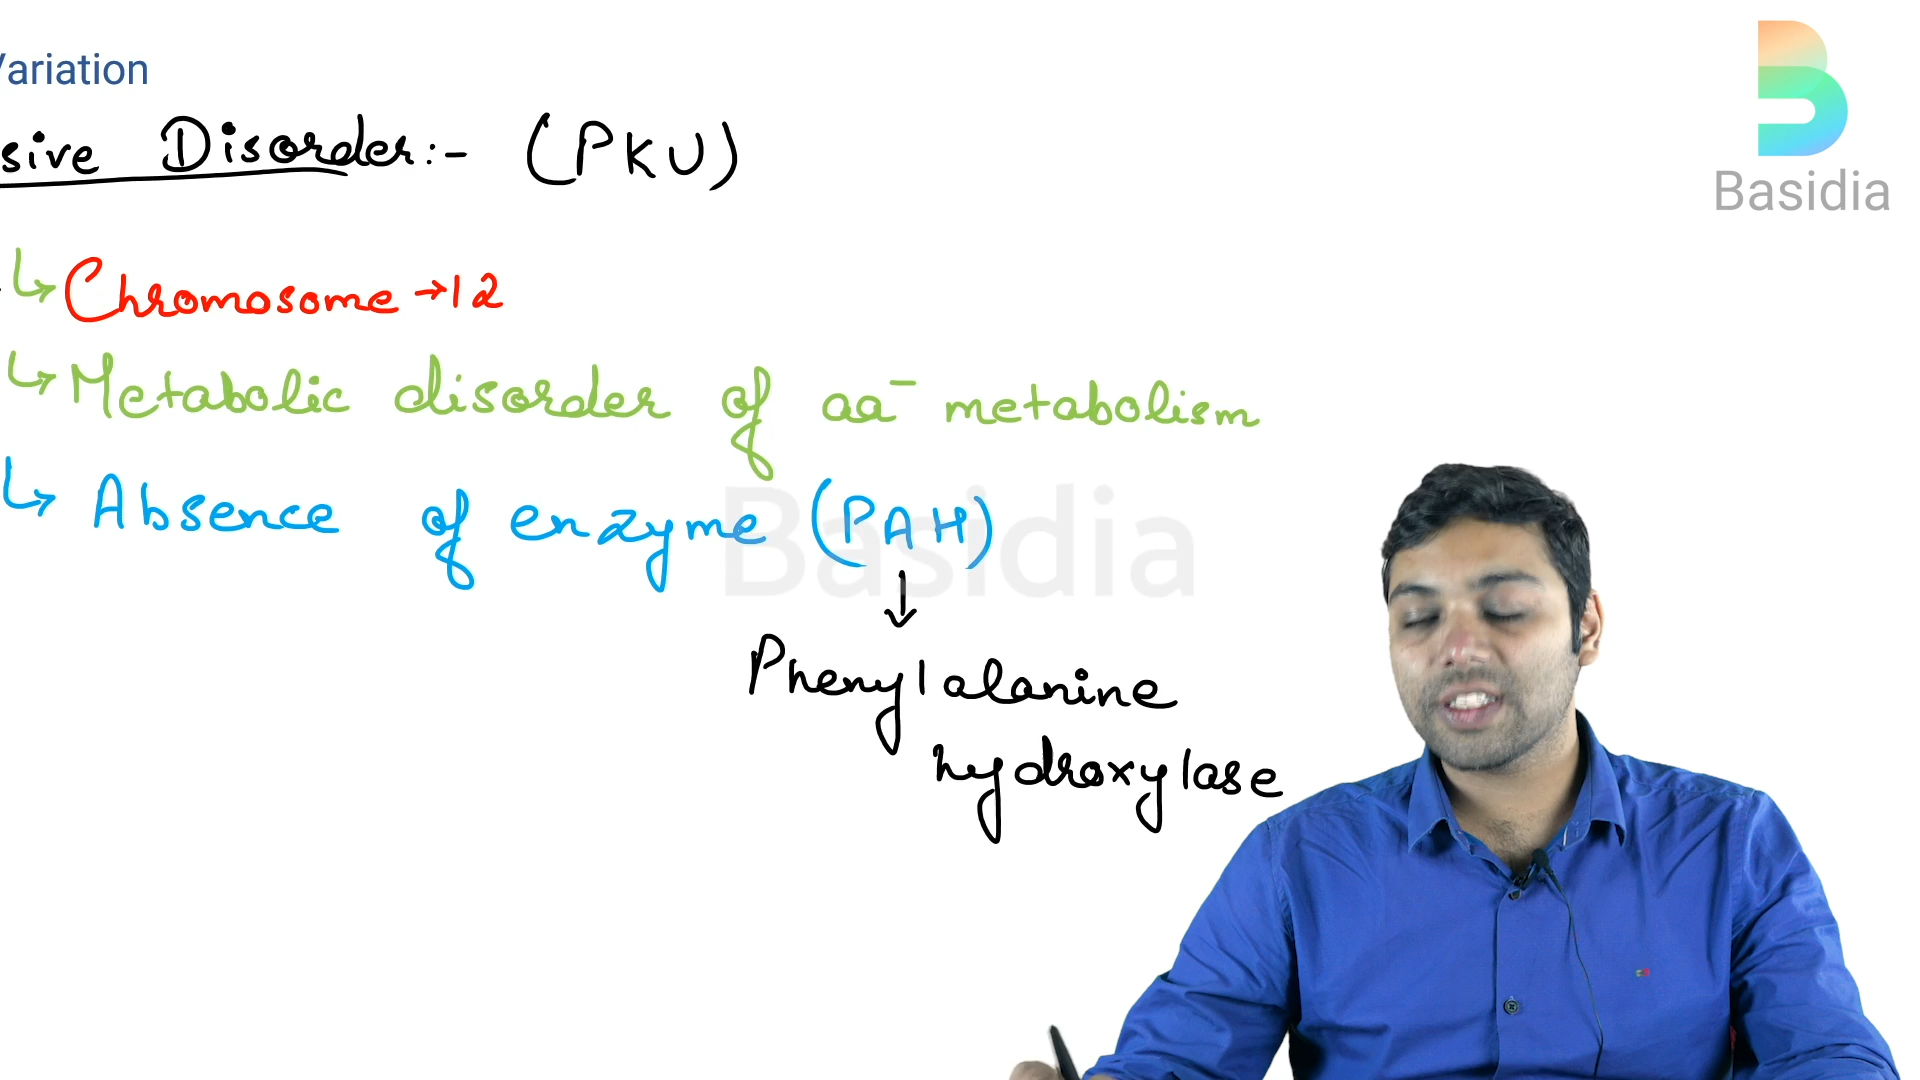 Variation
Basidia
sive Disorder:- (PKU)
↳ Chromosome → 12
↳ Metabolic disorder of aa⁻ metabolism
↳ Absence of enzyme (PAH)
Basidia
↓
Phenylalanine
hydroxylase